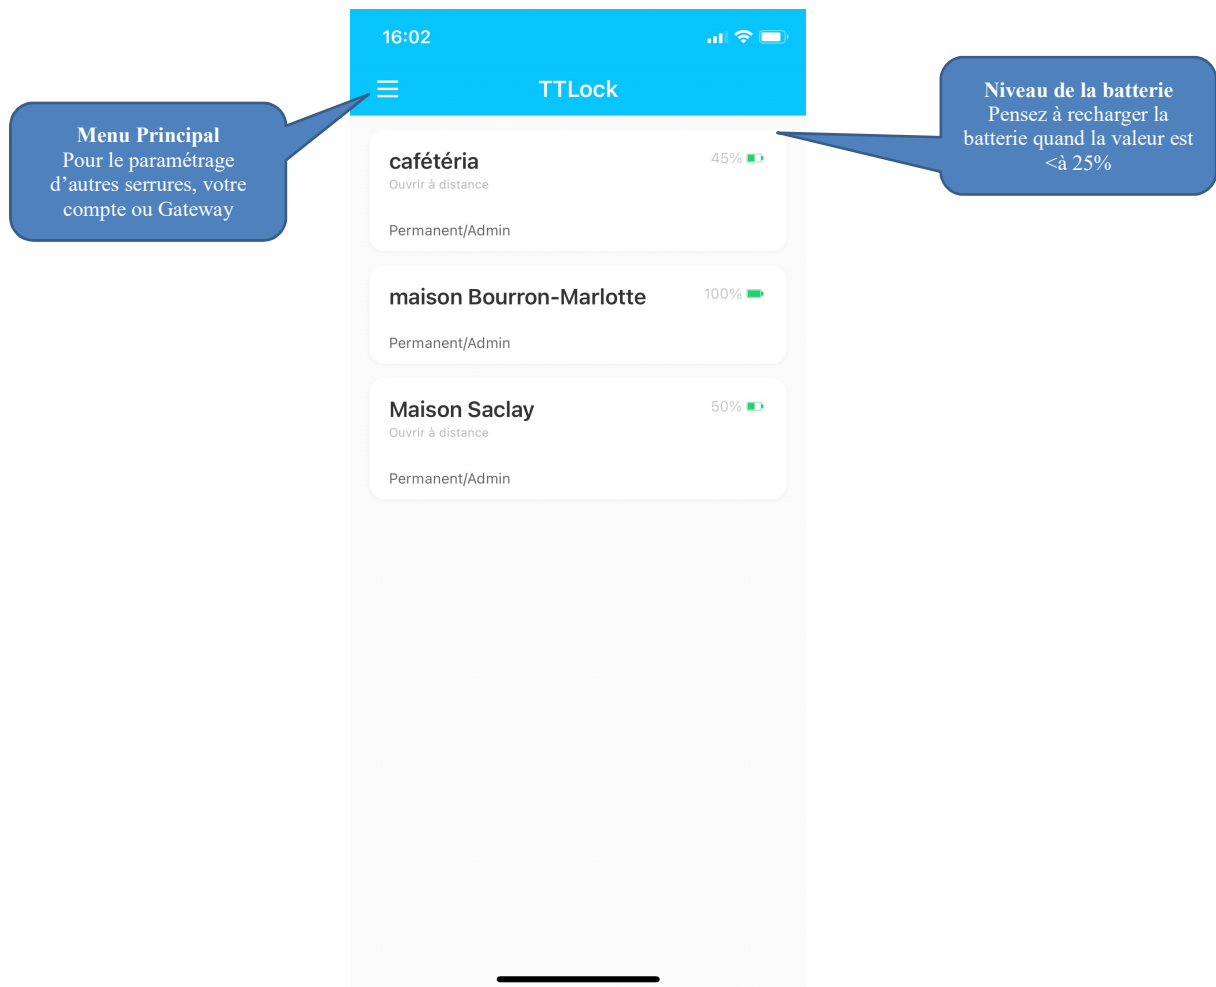 16:02
TTLock
Menu Principal
Pour le paramétrage
d’autres serrures, votre
compte ou Gateway
Niveau de la batterie
Pensez à recharger la
batterie quand la valeur est
<à 25%
cafétéria
45%
Ouvrir à distance
Permanent/Admin
maison Bourron-Marlotte
100%
Permanent/Admin
Maison Saclay
50%
Ouvrir à distance
Permanent/Admin